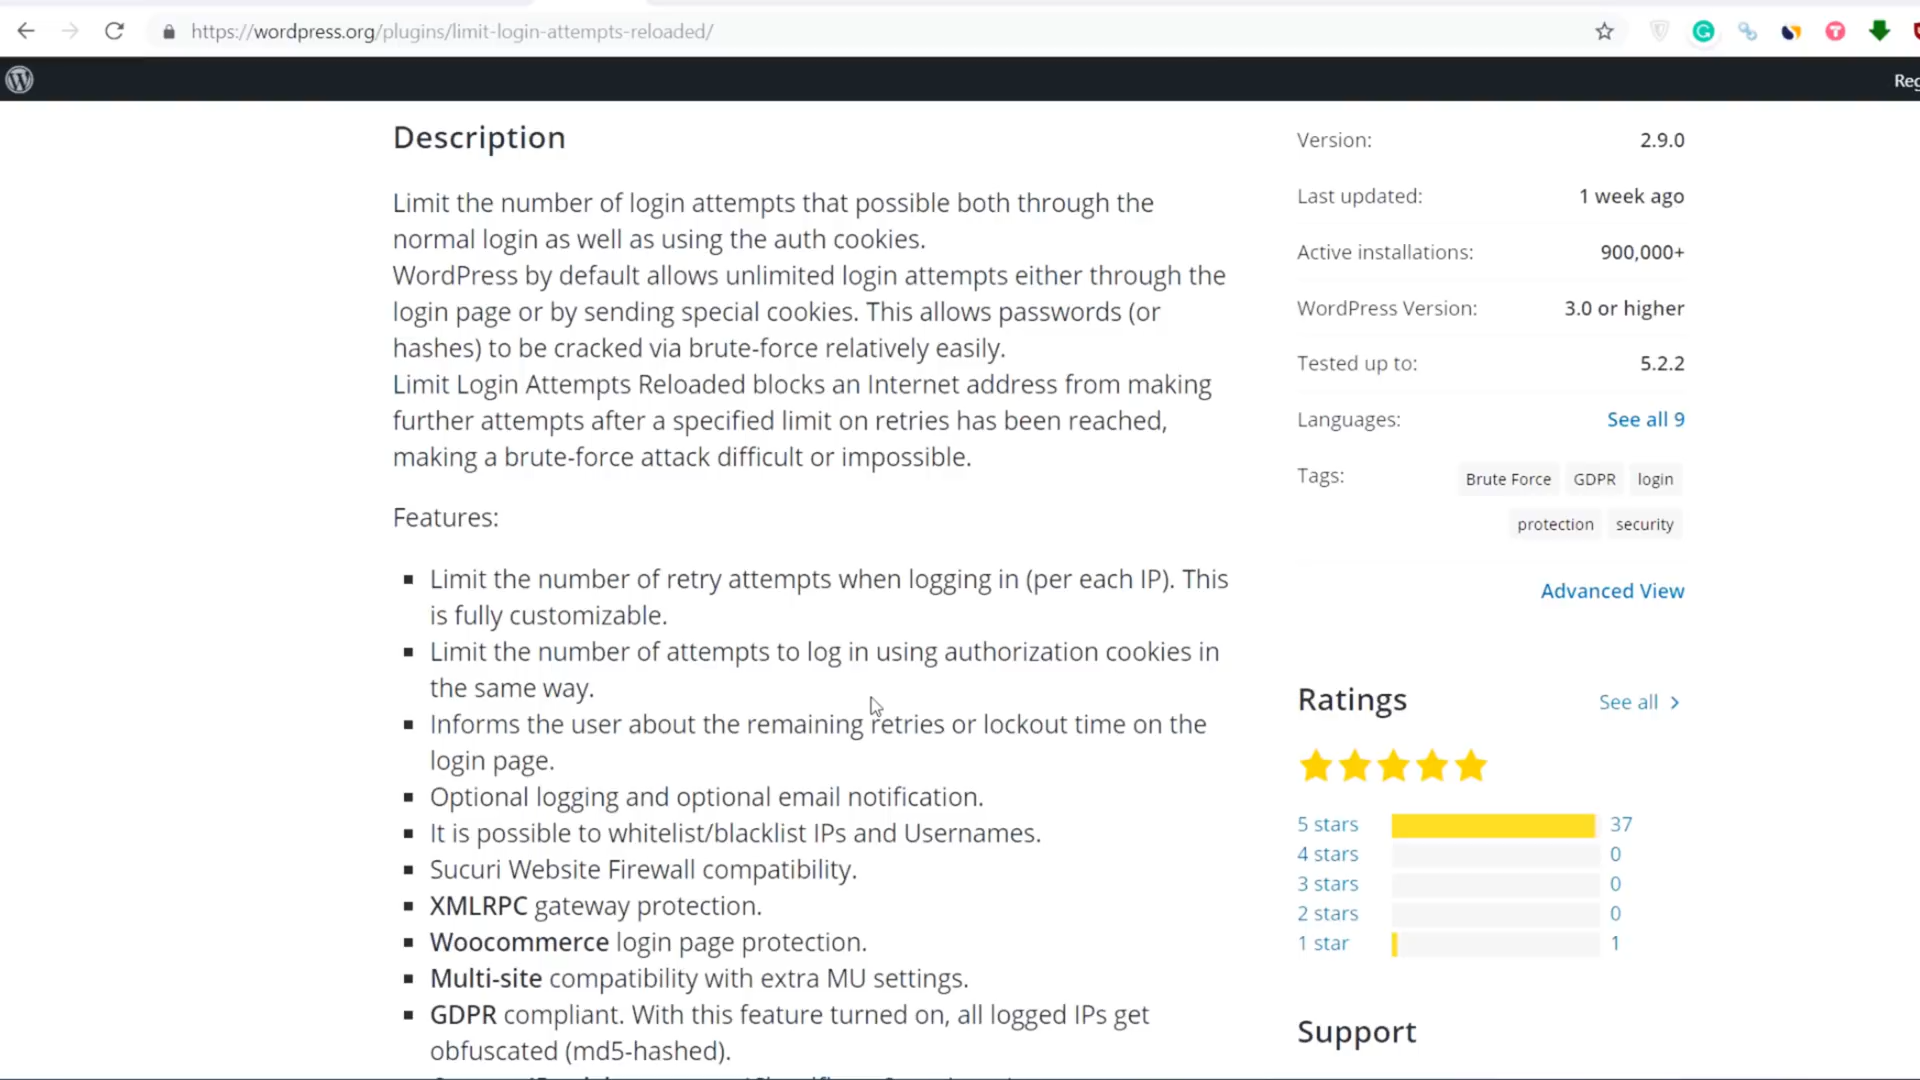 https://wordpress.org/plugins/limit-login-attempts-reloaded/
Description
Limit the number of login attempts that possible both through the
normal login as well as using the auth cookies.
WordPress by default allows unlimited login attempts either through the
login page or by sending special cookies. This allows passwords (or
hashes) to be cracked via brute-force relatively easily.
Limit Login Attempts Reloaded blocks an Internet address from making
further attempts after a specified limit on retries has been reached,
making a brute-force attack difficult or impossible.
Features:
▪ Limit the number of retry attempts when logging in (per each IP). This
is fully customizable.
▪ Limit the number of attempts to log in using authorization cookies in
the same way.
▪ Informs the user about the remaining retries or lockout time on the
login page.
▪ Optional logging and optional email notification.
▪ It is possible to whitelist/blacklist IPs and Usernames.
▪ Sucuri Website Firewall compatibility.
▪ XMLRPC gateway protection.
▪ Woocommerce login page protection.
▪ Multi-site compatibility with extra MU settings.
▪ GDPR compliant. With this feature turned on, all logged IPs get
obfuscated (md5-hashed).
Version: 2.9.0
Last updated: 1 week ago
Active installations: 900,000+
WordPress Version: 3.0 or higher
Tested up to: 5.2.2
Languages: See all 9
Tags: Brute Force GDPR login
protection security
Advanced View
Ratings See all
5 stars 37
4 stars 0
3 stars 0
2 stars 0
1 star 1
Support